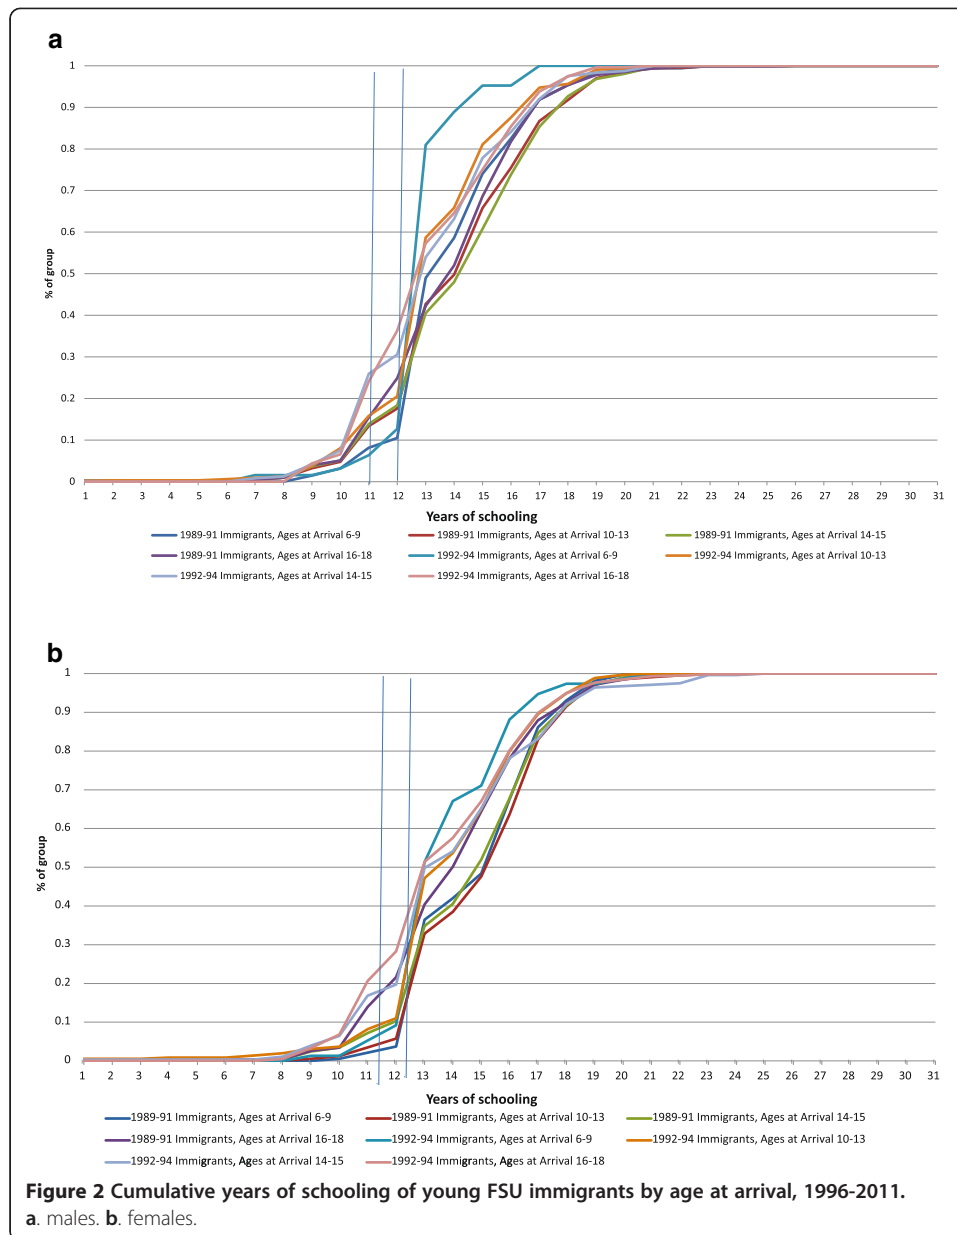 a
1
0.9
0.8
0.7
0.6
0.5
0.4
0.3
0.2
0.1
0
% of group
1 2 3 4 5 6 7 8 9 10 11 12 13 14 15 16 17 18 19 20 21 22 23 24 25 26 27 28 29 30 31
Years of schooling
1989-91 Immigrants, Ages at Arrival 6-9 1989-91 Immigrants, Ages at Arrival 10-13 1989-91 Immigrants, Ages at Arrival 14-15
1989-91 Immigrants, Ages at Arrival 16-18 1992-94 Immigrants, Ages at Arrival 6-9 1992-94 Immigrants, Ages at Arrival 10-13
1992-94 Immigrants, Ages at Arrival 14-15 1992-94 Immigrants, Ages at Arrival 16-18
b
1
0.9
0.8
0.7
0.6
0.5
0.4
0.3
0.2
0.1
0
% of group
1 2 3 4 5 6 7 8 9 10 11 12 13 14 15 16 17 18 19 20 21 22 23 24 25 26 27 28 29 30 31
Years of schooling
1989-91 Immigrants, Ages at Arrival 6-9 1989-91 Immigrants, Ages at Arrival 10-13 1989-91 Immigrants, Ages at Arrival 14-15
1989-91 Immigrants, Ages at Arrival 16-18 1992-94 Immigrants, Ages at Arrival 6-9 1992-94 Immigrants, Ages at Arrival 10-13
1992-94 Immigrants, Ages at Arrival 14-15 1992-94 Immigrants, Ages at Arrival 16-18
Figure 2 Cumulative years of schooling of young FSU immigrants by age at arrival, 1996-2011.
a. males. b. females.